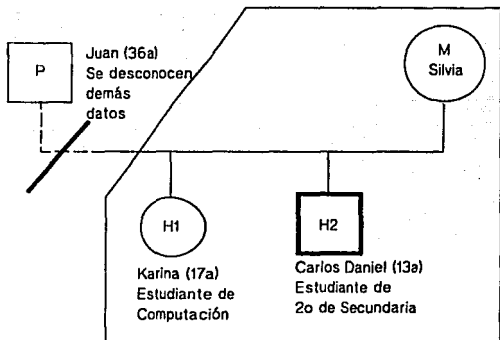 P
Juan (36a)
Se desconocen
demás
datos
M
Silvia
H1
Karina (17a)
Estudiante de
Computación
H2
Carlos Daniel (13a)
Estudiante de
2o de Secundaria